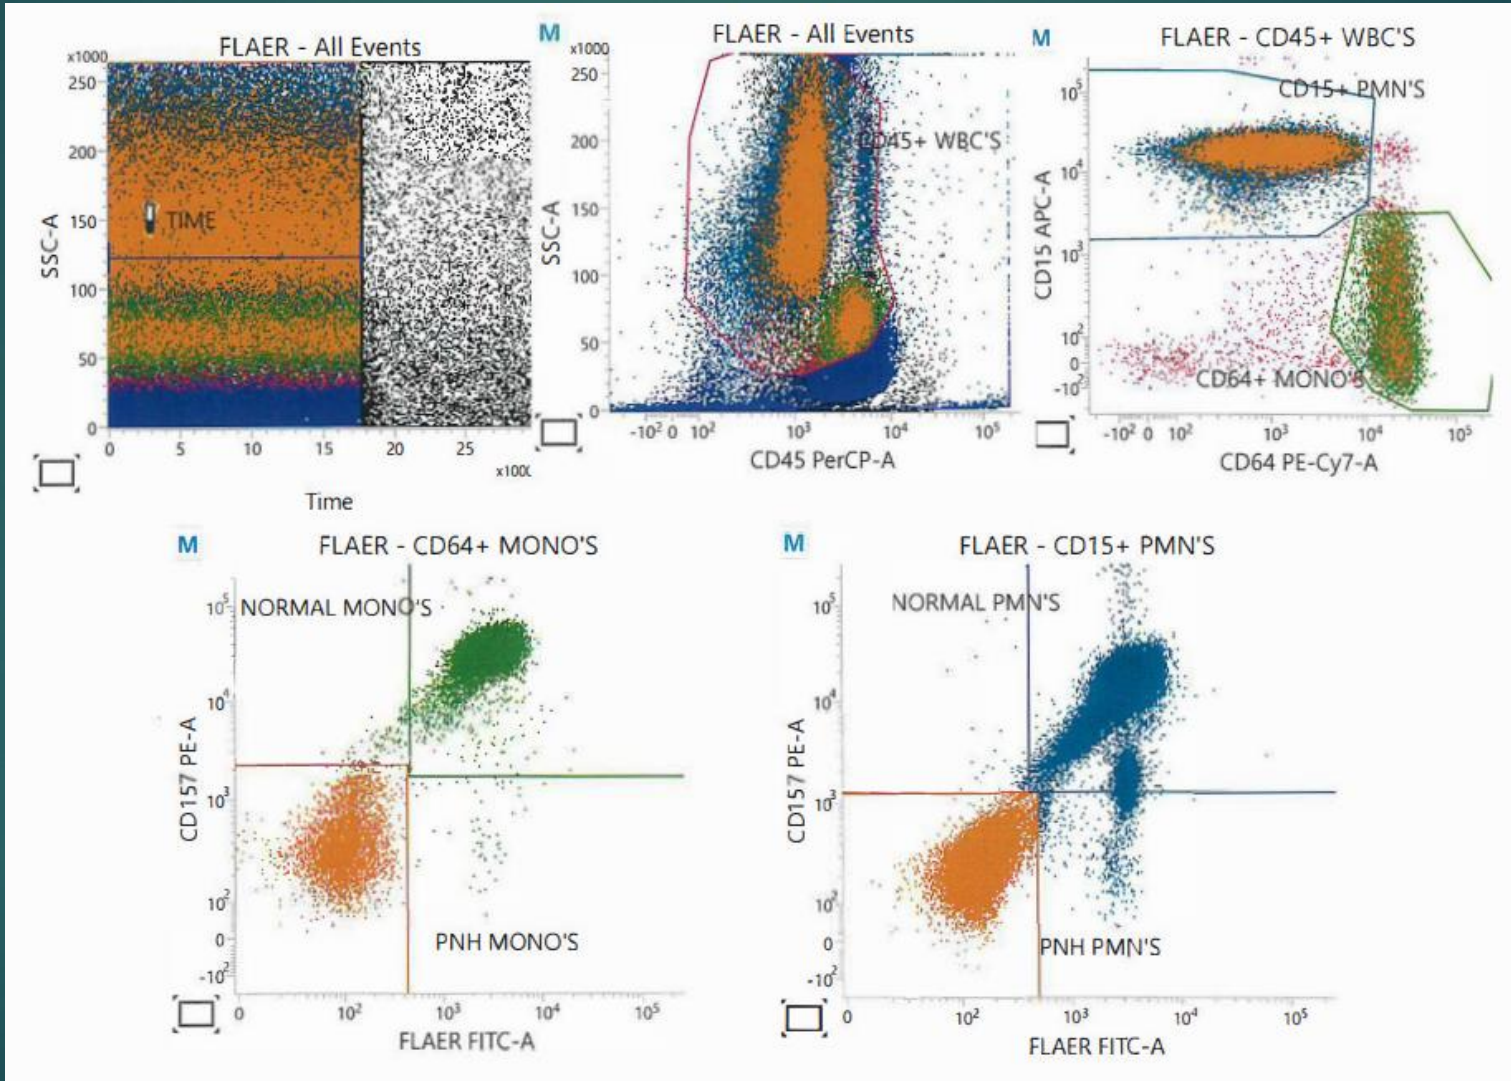 FLAER - All Events
x1000
250
200
150
100
50
0
SSC-A
TIME
0
5
10
15
20
25
x100
Time
M
FLAER - All Events
x1000
250
200
150
100
50
0
SSC-A
CD45+ WBC'S
-10² 0 10²
10³
10⁴
10⁵
CD45 PerCP-A
M
FLAER - CD45+ WBC'S
CD15+ PMN'S
10⁵
10⁴
10³
10²
0
-10²
CD15 APC-A
CD64+ MONO'S
-10² 0 10²
10³
10⁴
10⁵
CD64 PE-Cy7-A
M
FLAER - CD64+ MONO'S
NORMAL MONO'S
10⁵
10⁴
10³
10²
0
-10²
CD157 PE-A
PNH MONO'S
0
10²
10³
10⁴
10⁵
FLAER FITC-A
M
FLAER - CD15+ PMN'S
NORMAL PMN'S
10⁵
10⁴
10³
10²
0
-10²
CD157 PE-A
PNH PMN'S
0
10²
10³
10⁴
10⁵
FLAER FITC-A